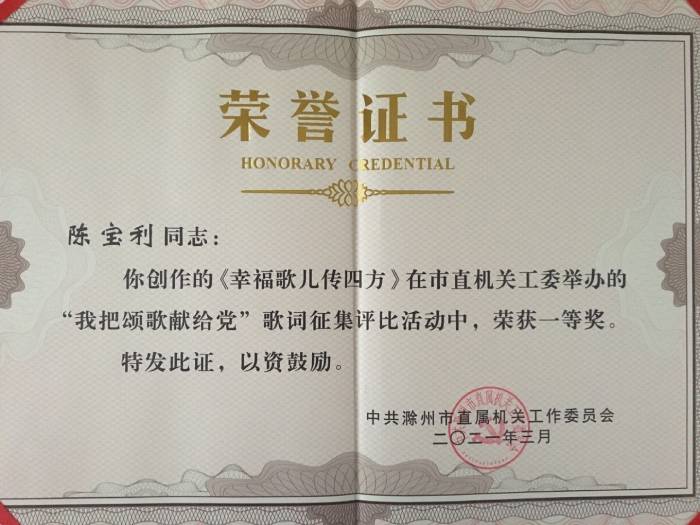 荣誉证书
HONORARY CREDENTIAL
陈宝利同志：
你创作的《幸福歌儿传四方》在市直机关工委举办的
“我把颂歌献给党”歌词征集评比活动中，荣获一等奖。
特发此证，以资鼓励。
中共滁州市直属机关工作委员会
二〇二一年三月